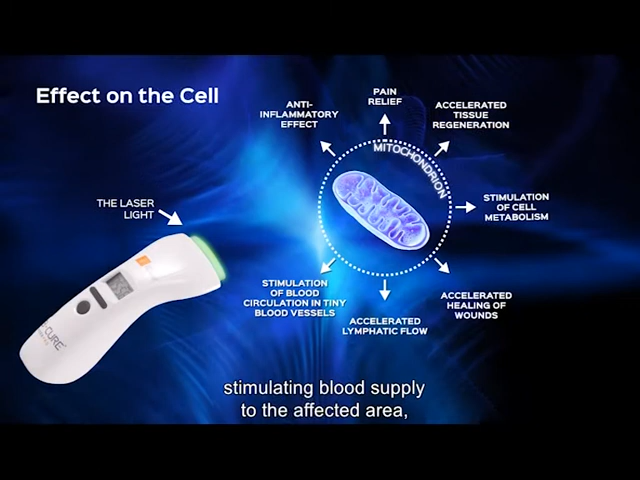 Effect on the Cell
PAIN
RELIEF
ANTI-
INFLAMMATORY
EFFECT
ACCELERATED
TISSUE
REGENERATION
MITOCHONDRION
THE LASER
LIGHT
STIMULATION
OF CELL
METABOLISM
STIMULATION
OF BLOOD
CIRCULATION IN TINY
BLOOD VESSELS
ACCELERATED
HEALING OF
WOUNDS
ACCELERATED
LYMPHATIC FLOW
CURE
stimulating blood supply
to the affected area,